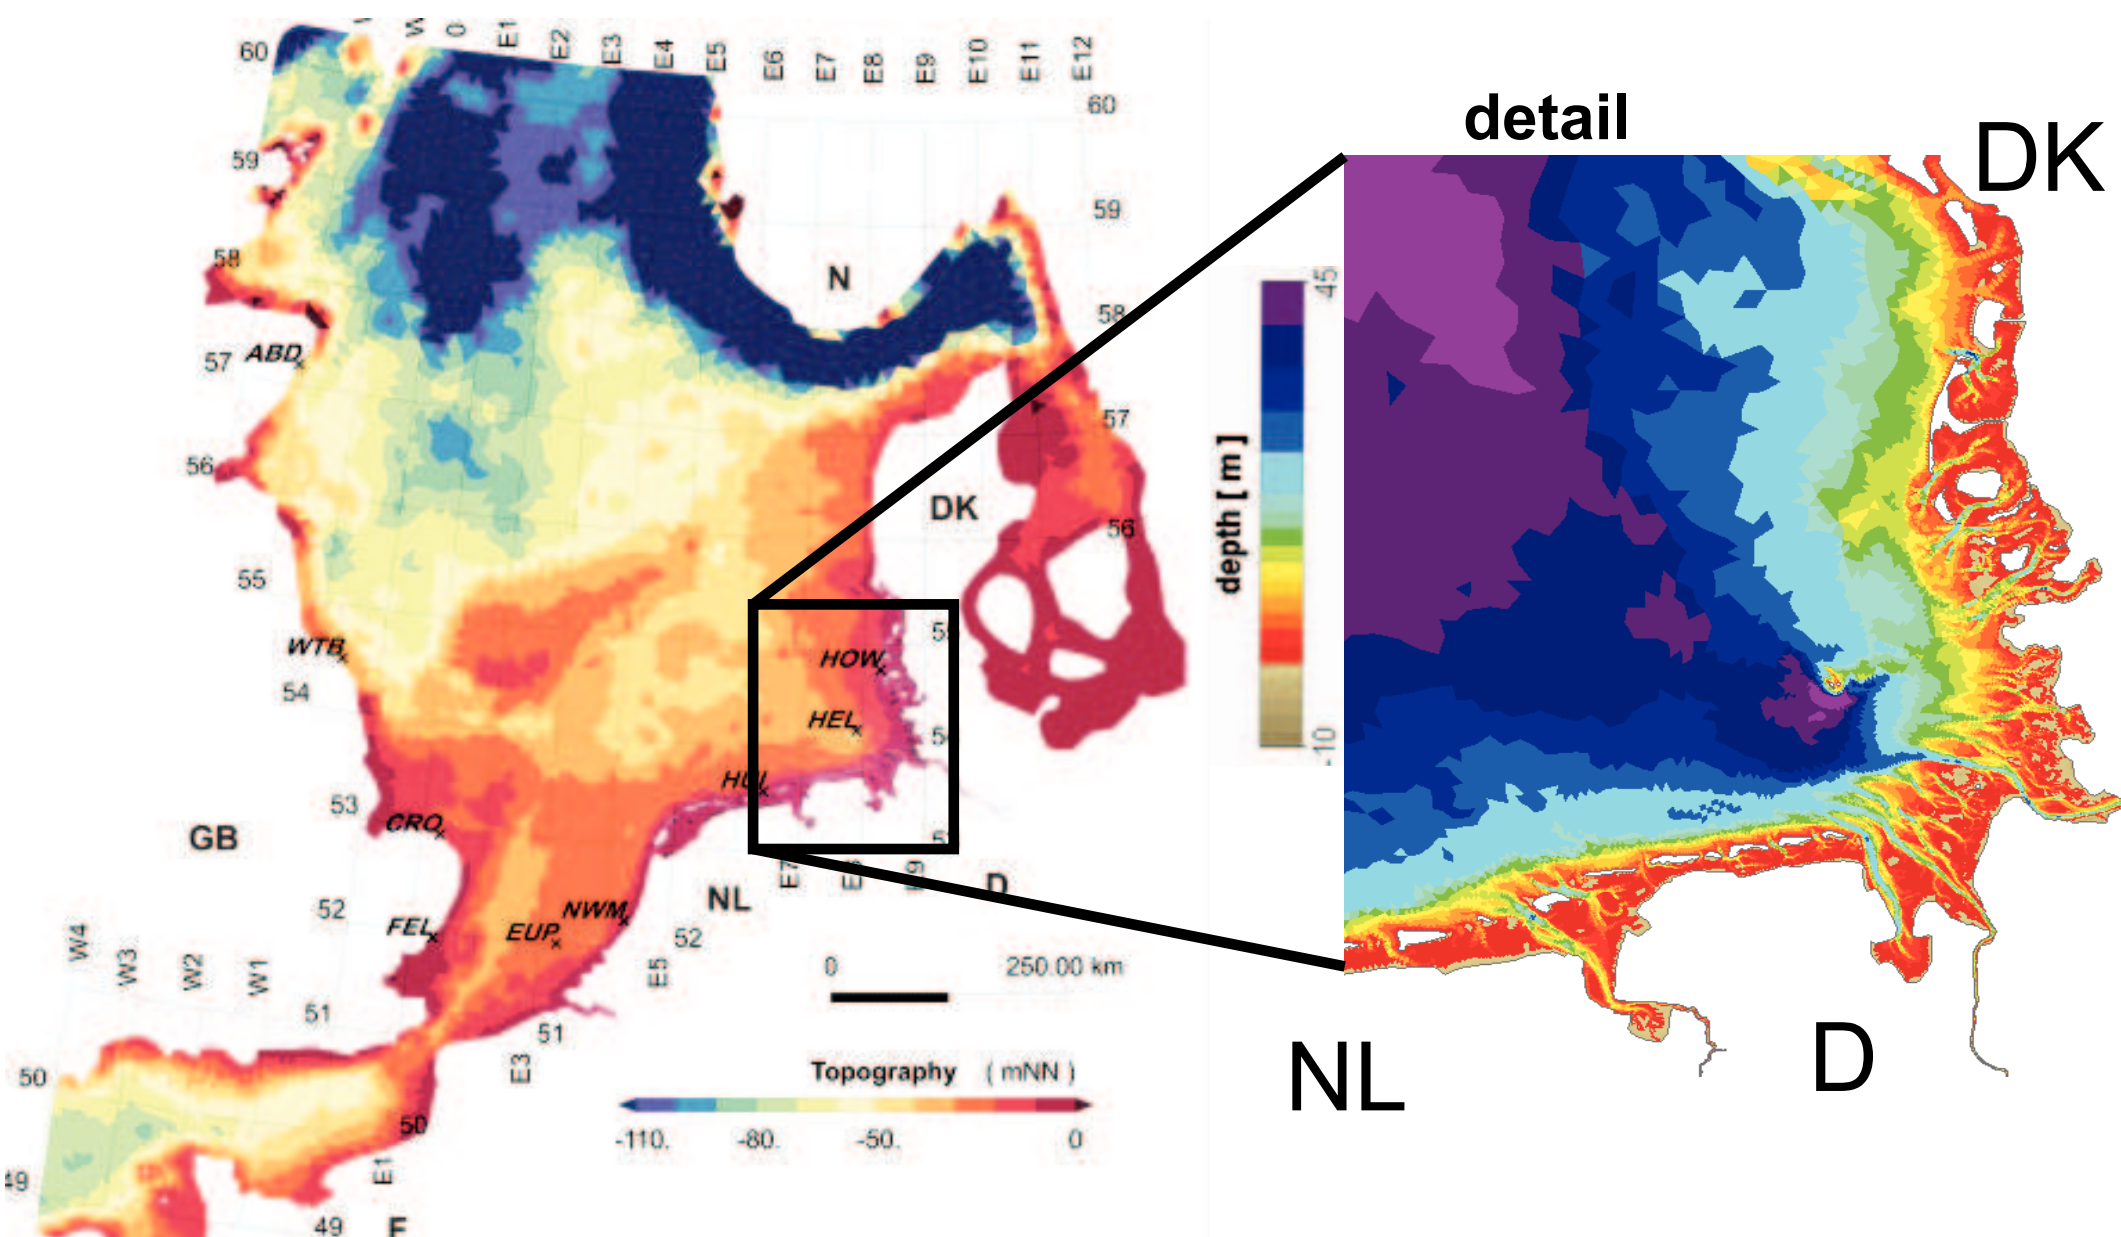 W 0 E1 E2 E3 E4 E5 E6 E7 E8 E9 E10 E11 E12
60
60
59
59
58
58
57
57
56
56
55
54
53
52
52
51
51
50
50
49
49
N
DK
GB
NL
D
F
ABD
WTB
HOW
HEL
HUL
CRO
FEL
EUP
NWM
W4 W3 W2 W1
E1
E3
E5
E7
0 250.00 km
Topography ( mNN )
-110. -80. -50. 0
detail
DK
depth [ m ]
45
-10
NL
D